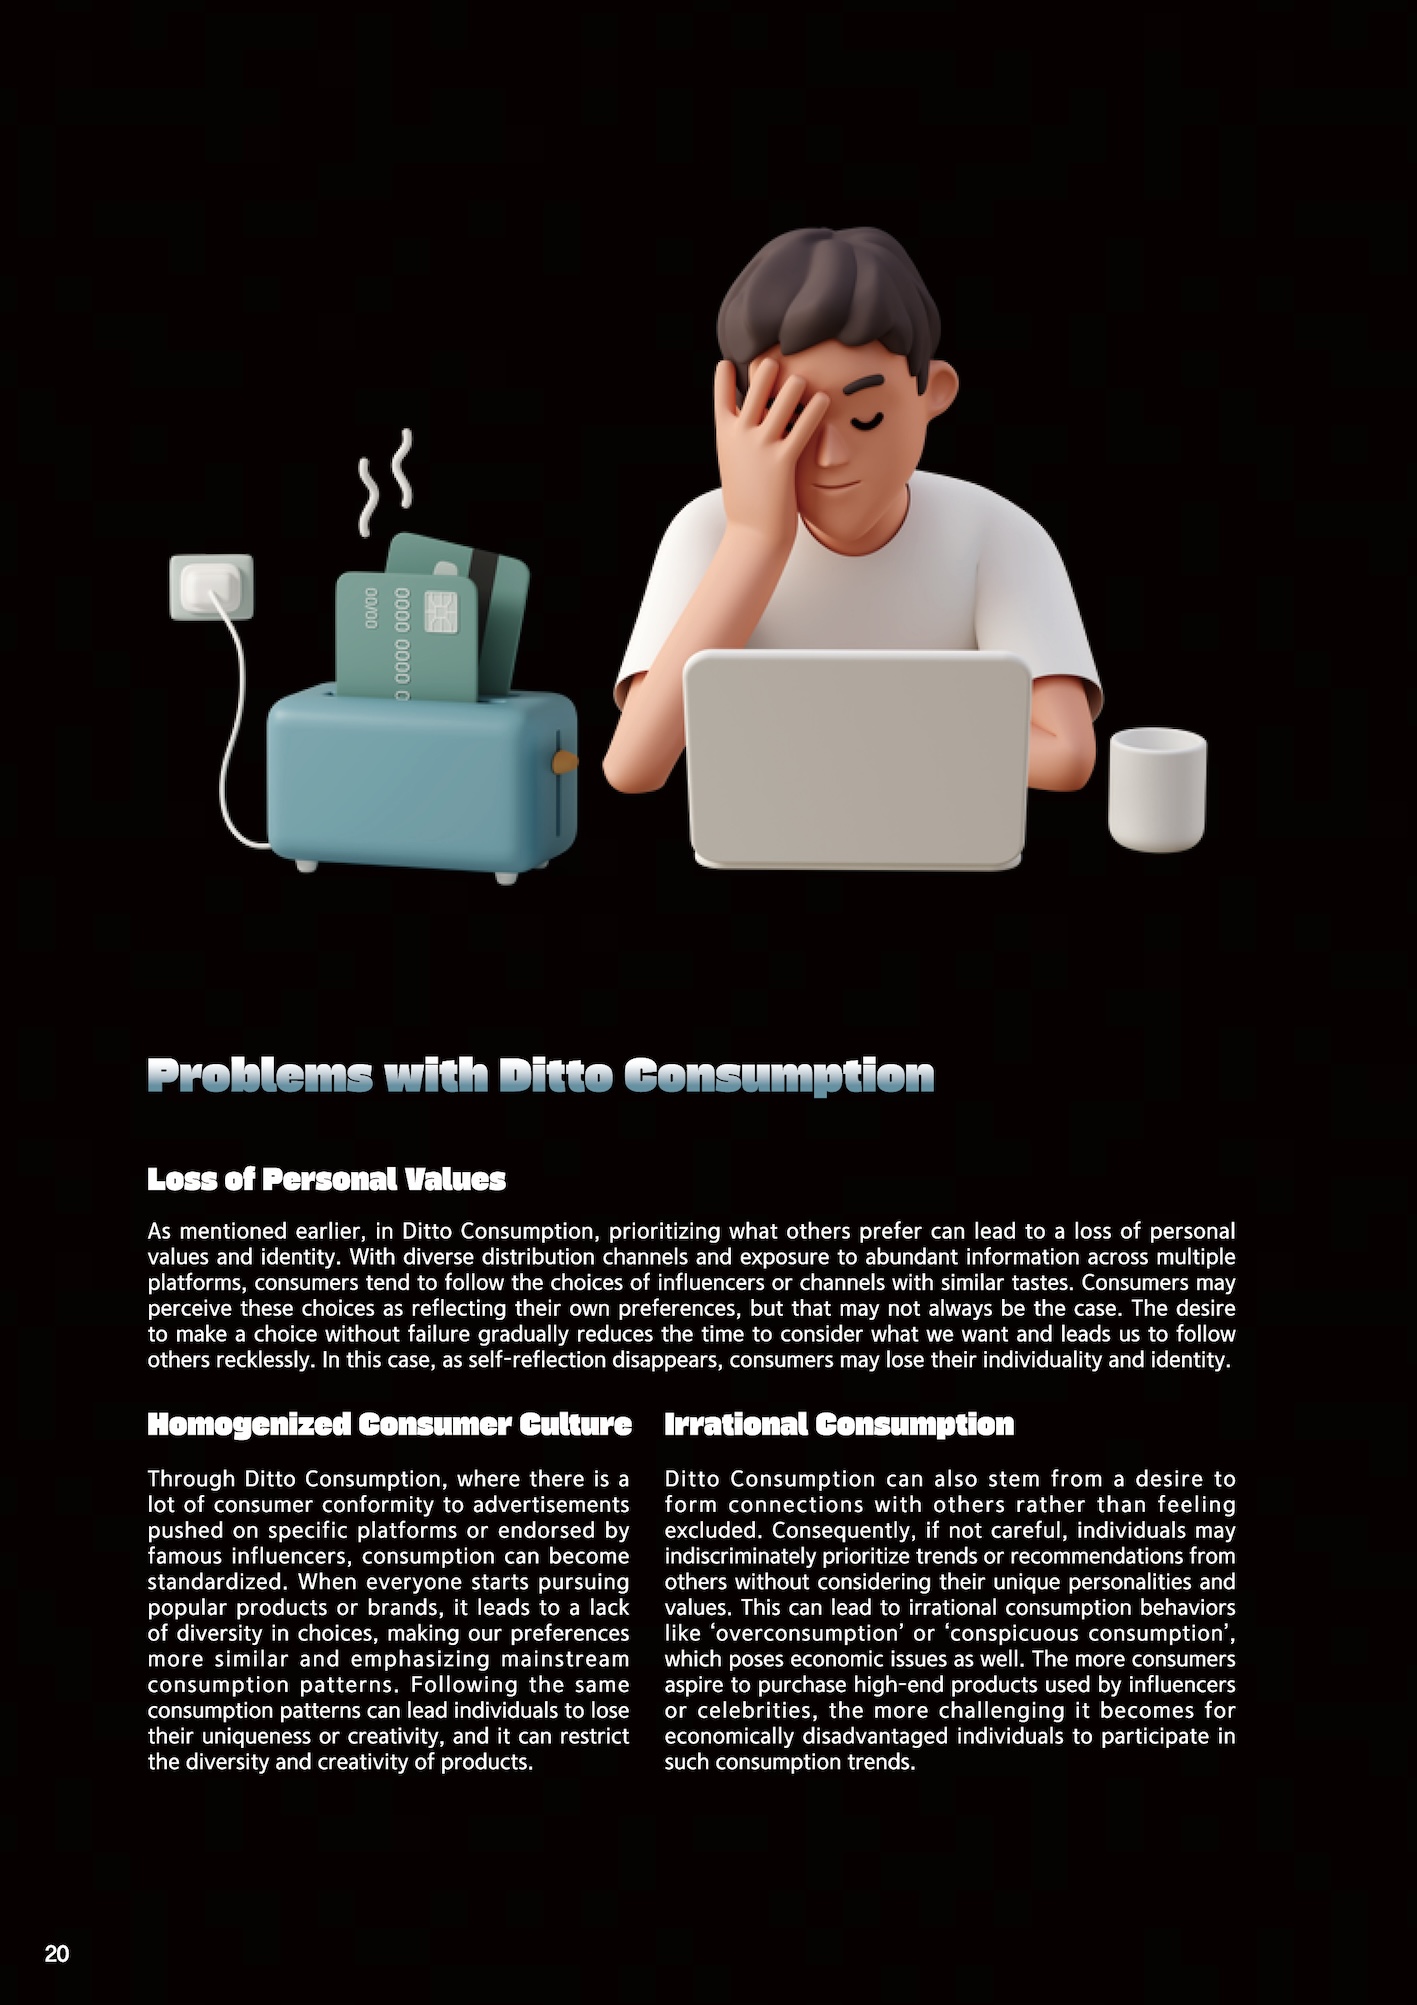 00/00
0 0000 0000
Problems with Ditto Consumption
Loss of Personal Values
As mentioned earlier, in Ditto Consumption, prioritizing what others prefer can lead to a loss of personal
values and identity. With diverse distribution channels and exposure to abundant information across multiple
platforms, consumers tend to follow the choices of influencers or channels with similar tastes. Consumers may
perceive these choices as reflecting their own preferences, but that may not always be the case. The desire
to make a choice without failure gradually reduces the time to consider what we want and leads us to follow
others recklessly. In this case, as self-reflection disappears, consumers may lose their individuality and identity.
Homogenized Consumer Culture
Through Ditto Consumption, where there is a
lot of consumer conformity to advertisements
pushed on specific platforms or endorsed by
famous influencers, consumption can become
standardized. When everyone starts pursuing
popular products or brands, it leads to a lack
of diversity in choices, making our preferences
more similar and emphasizing mainstream
consumption patterns. Following the same
consumption patterns can lead individuals to lose
their uniqueness or creativity, and it can restrict
the diversity and creativity of products.
Irrational Consumption
Ditto Consumption can also stem from a desire to
form connections with others rather than feeling
excluded. Consequently, if not careful, individuals may
indiscriminately prioritize trends or recommendations from
others without considering their unique personalities and
values. This can lead to irrational consumption behaviors
like ‘overconsumption’ or ‘conspicuous consumption’,
which poses economic issues as well. The more consumers
aspire to purchase high-end products used by influencers
or celebrities, the more challenging it becomes for
economically disadvantaged individuals to participate in
such consumption trends.
20